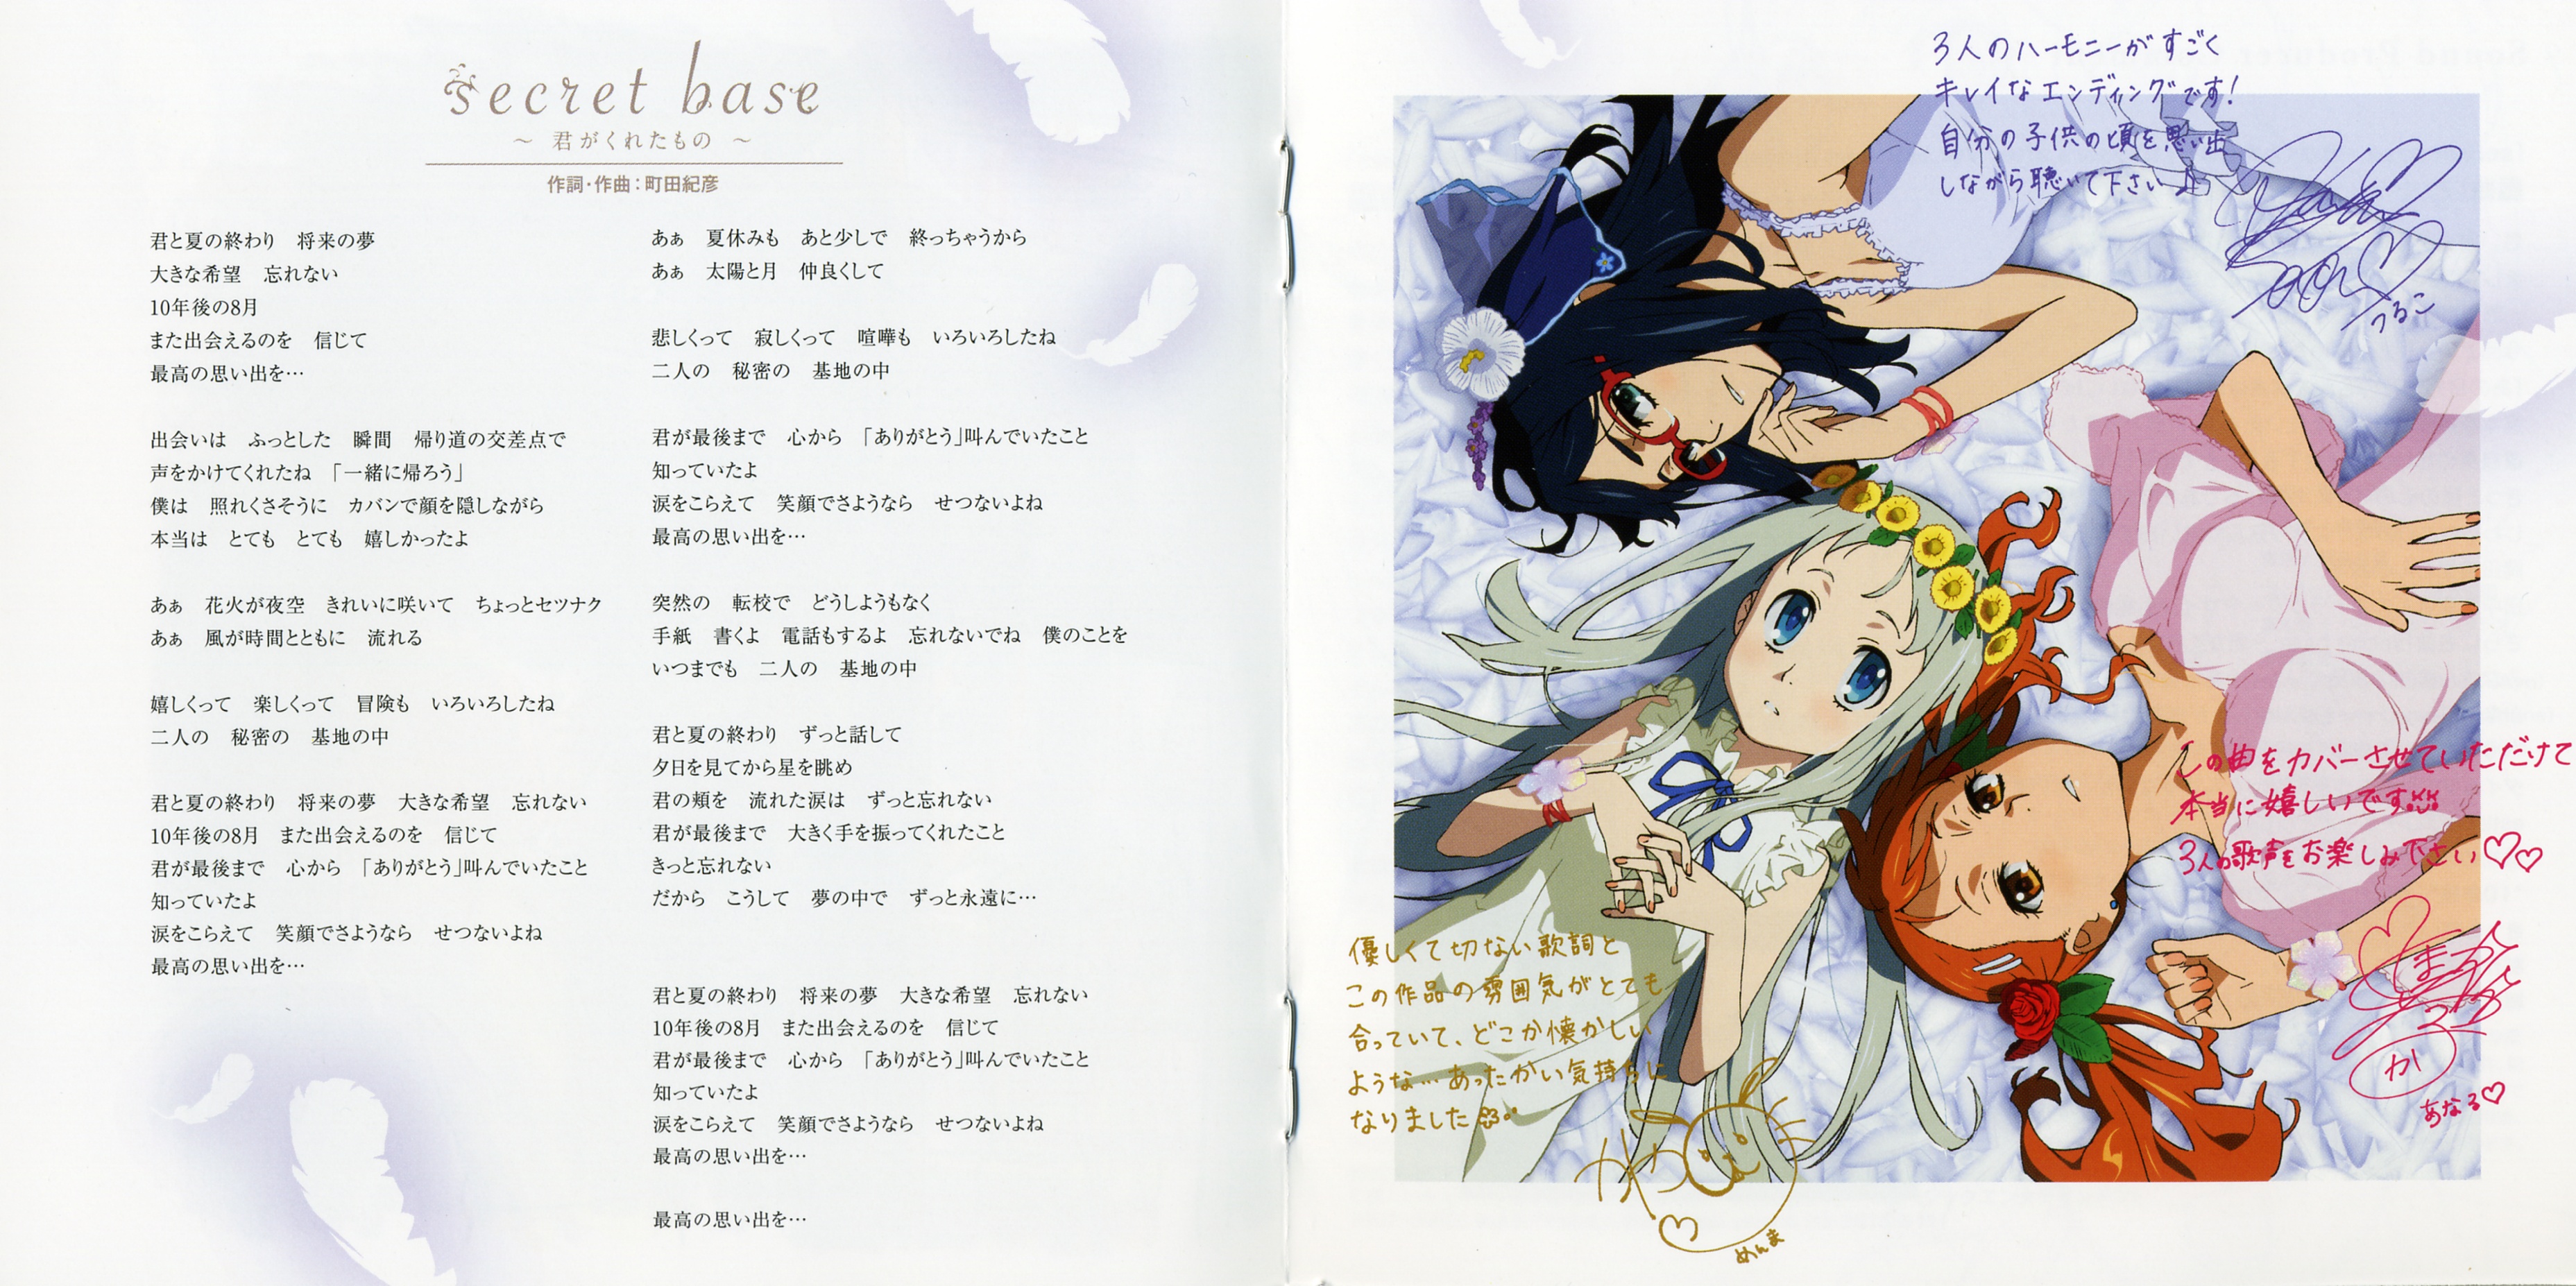 secret base
～ 君がくれたもの ～
作詞・作曲：町田紀彦
君と夏の終わり　将来の夢
大きな希望　忘れない
10年後の8月
また出会えるのを　信じて
最高の思い出を…
出会いは　ふっとした　瞬間　帰り道の交差点で
声をかけてくれたね　「一緒に帰ろう」
僕は　照れくさそうに　カバンで顔を隠しながら
本当は　とても　とても　嬉しかったよ
あぁ　花火が夜空　きれいに咲いて　ちょっとセツナク
あぁ　風が時間とともに　流れる
嬉しくって　楽しくって　冒険も　いろいろしたね
二人の　秘密の　基地の中
君と夏の終わり　将来の夢　大きな希望　忘れない
10年後の8月　また出会えるのを　信じて
君が最後まで　心から　「ありがとう」叫んでいたこと
知っていたよ
涙をこらえて　笑顔でさようなら　せつないよね
最高の思い出を…
あぁ　夏休みも　あと少しで　終っちゃうから
あぁ　太陽と月　仲良くして
悲しくって　寂しくって　喧嘩も　いろいろしたね
二人の　秘密の　基地の中
君が最後まで　心から　「ありがとう」叫んでいたこと
知っていたよ
涙をこらえて　笑顔でさようなら　せつないよね
最高の思い出を…
突然の　転校で　どうしようもなく
手紙　書くよ　電話もするよ　忘れないでね　僕のことを
いつまでも　二人の　基地の中
君と夏の終わり　ずっと話して
夕日を見てから星を眺め
君の頬を　流れた涙は　ずっと忘れない
君が最後まで　大きく手を振ってくれたこと
きっと忘れない
だから　こうして　夢の中で　ずっと永遠に…
君と夏の終わり　将来の夢　大きな希望　忘れない
10年後の8月　また出会えるのを　信じて
君が最後まで　心から　「ありがとう」叫んでいたこと
知っていたよ
涙をこらえて　笑顔でさようなら　せつないよね
最高の思い出を…
最高の思い出を…
3人のハーモニーがすごく
キレイなエンディングです！
自分の子供の頃を思い出
しながら聴いて下さい♪
つるこ
この曲をカバーさせていただけて
本当に嬉しいです
3人の歌声をお楽しみ下さい♡♡
か
あなる♡
優しくて切ない歌詞と
この作品の雰囲気がとても
合っていて、どこか懐かしい
ような…あったかい気持ちに
なりました
めんま